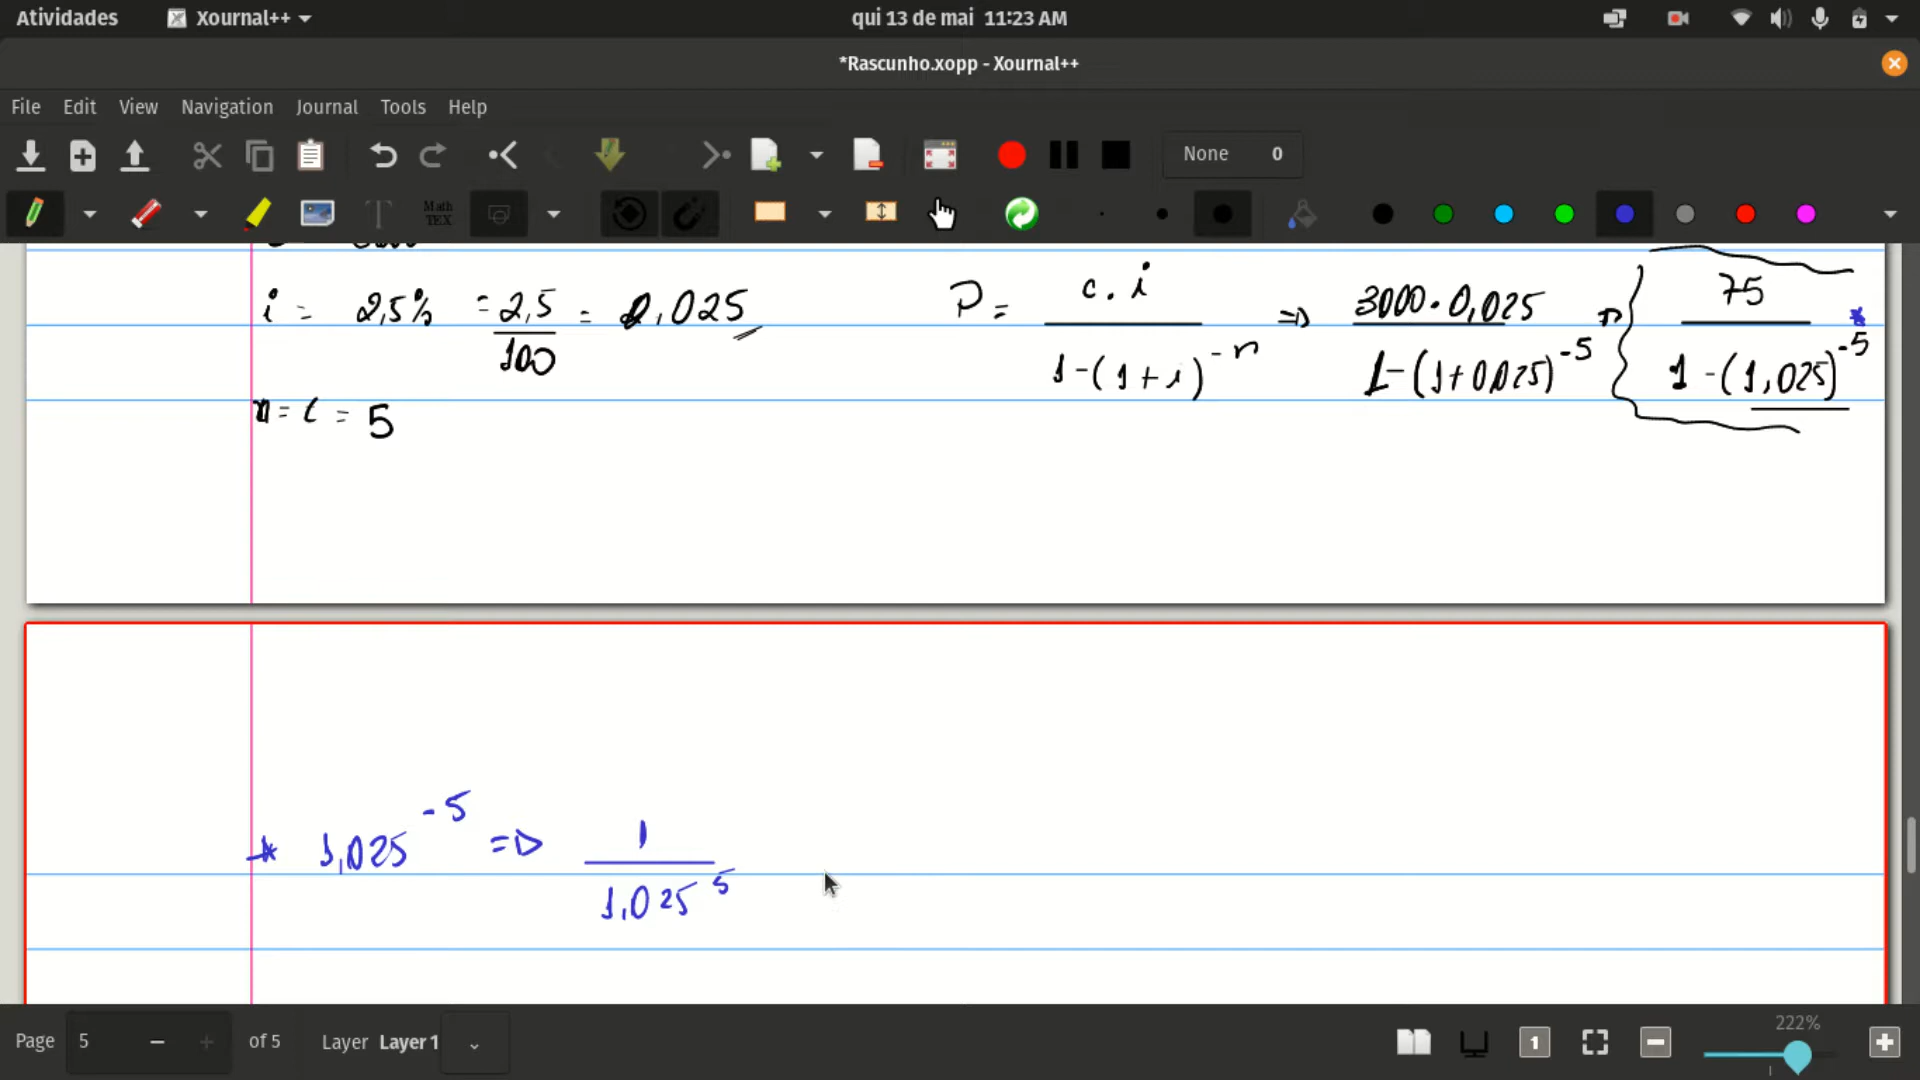 Atividades Xournal++ qui 13 de mai 11:23 AM
*Rascunho.xopp - Xournal++
File Edit View Navigation Journal Tools Help
None 0
T Math TEX
i = 2,5% = 2,5/100 = 0,025 P = c . i / 1-(1+i)^-n => 3000 . 0,025 / 1-(1+0,025)^-5 => 75 / 1-(1,025)^-5 *
n = t = 5
* 1,025^-5 => 1 / 1,025^5
Page 5 of 5 Layer Layer 1 1 222%